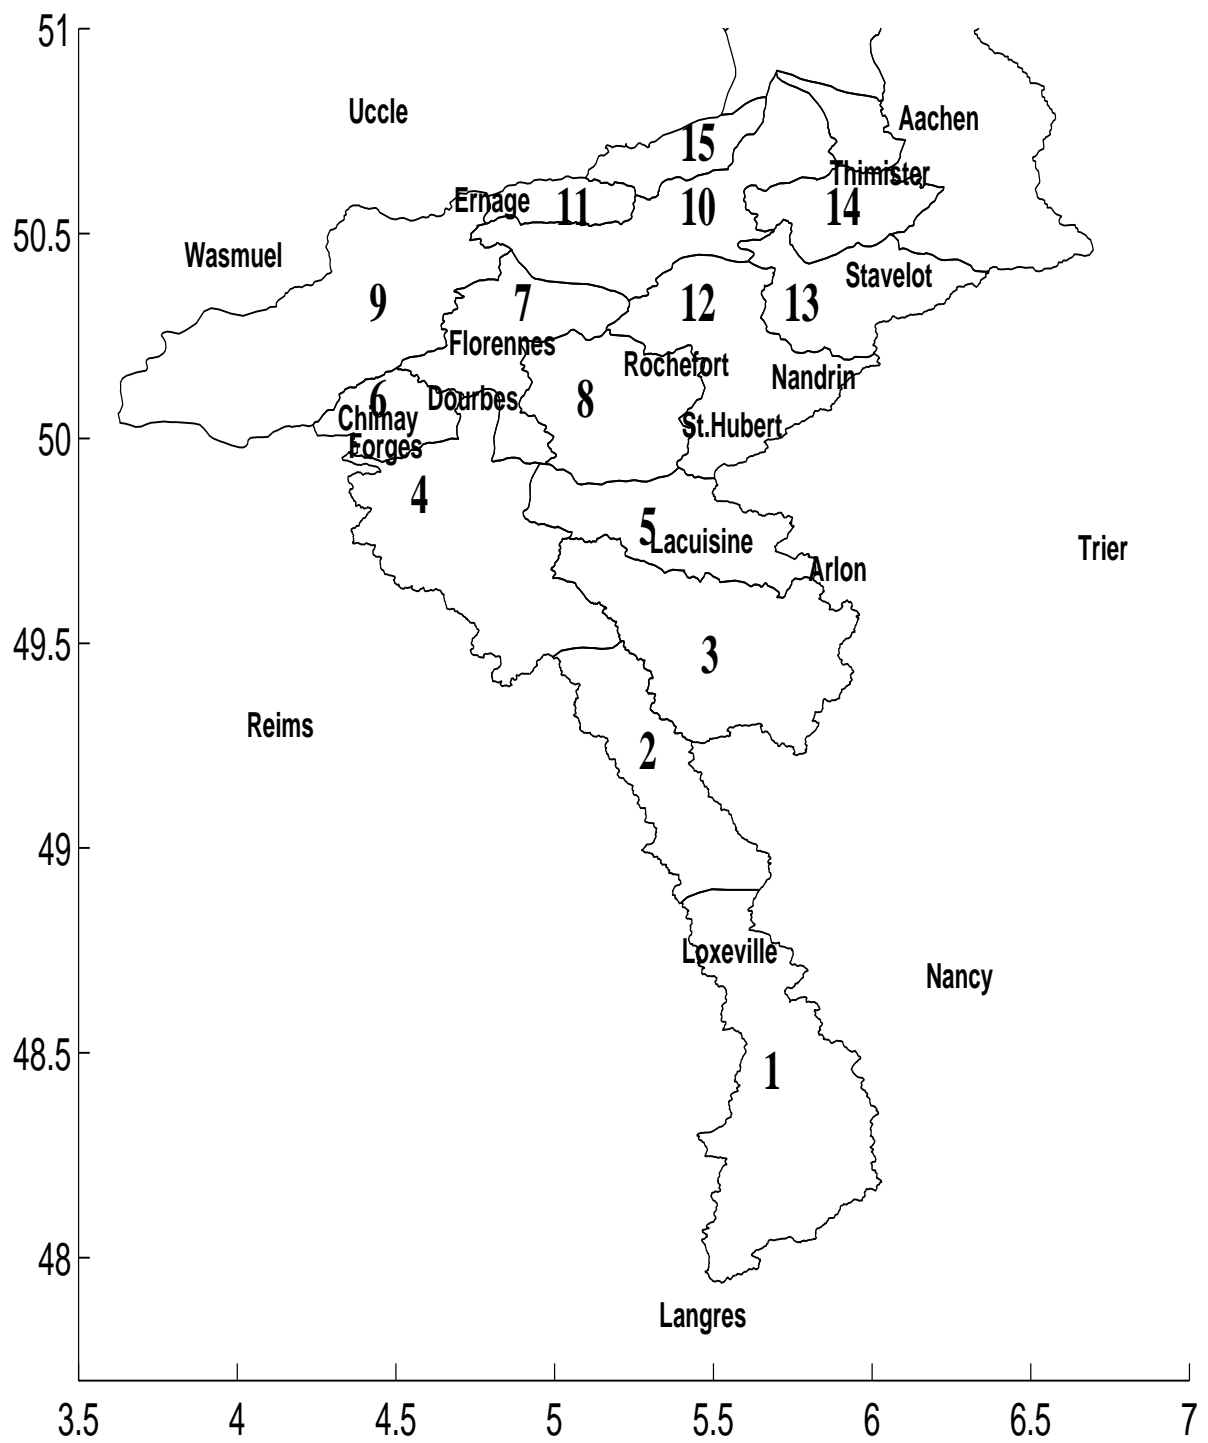 51
Uccle
Aachen
15
Thimister
Ernage
11
10
14
50.5
Wasmuel
Stavelot
9
7
12
13
Florennes
Rochefort
Nandrin
6
Dourbes
8
Chimay
St.Hubert
50
Forges
4
5
Lacuisine
Trier
Arlon
49.5
3
Reims
2
49
Loxeville
Nancy
48.5
1
48
Langres
3.5 4 4.5 5 5.5 6 6.5 7